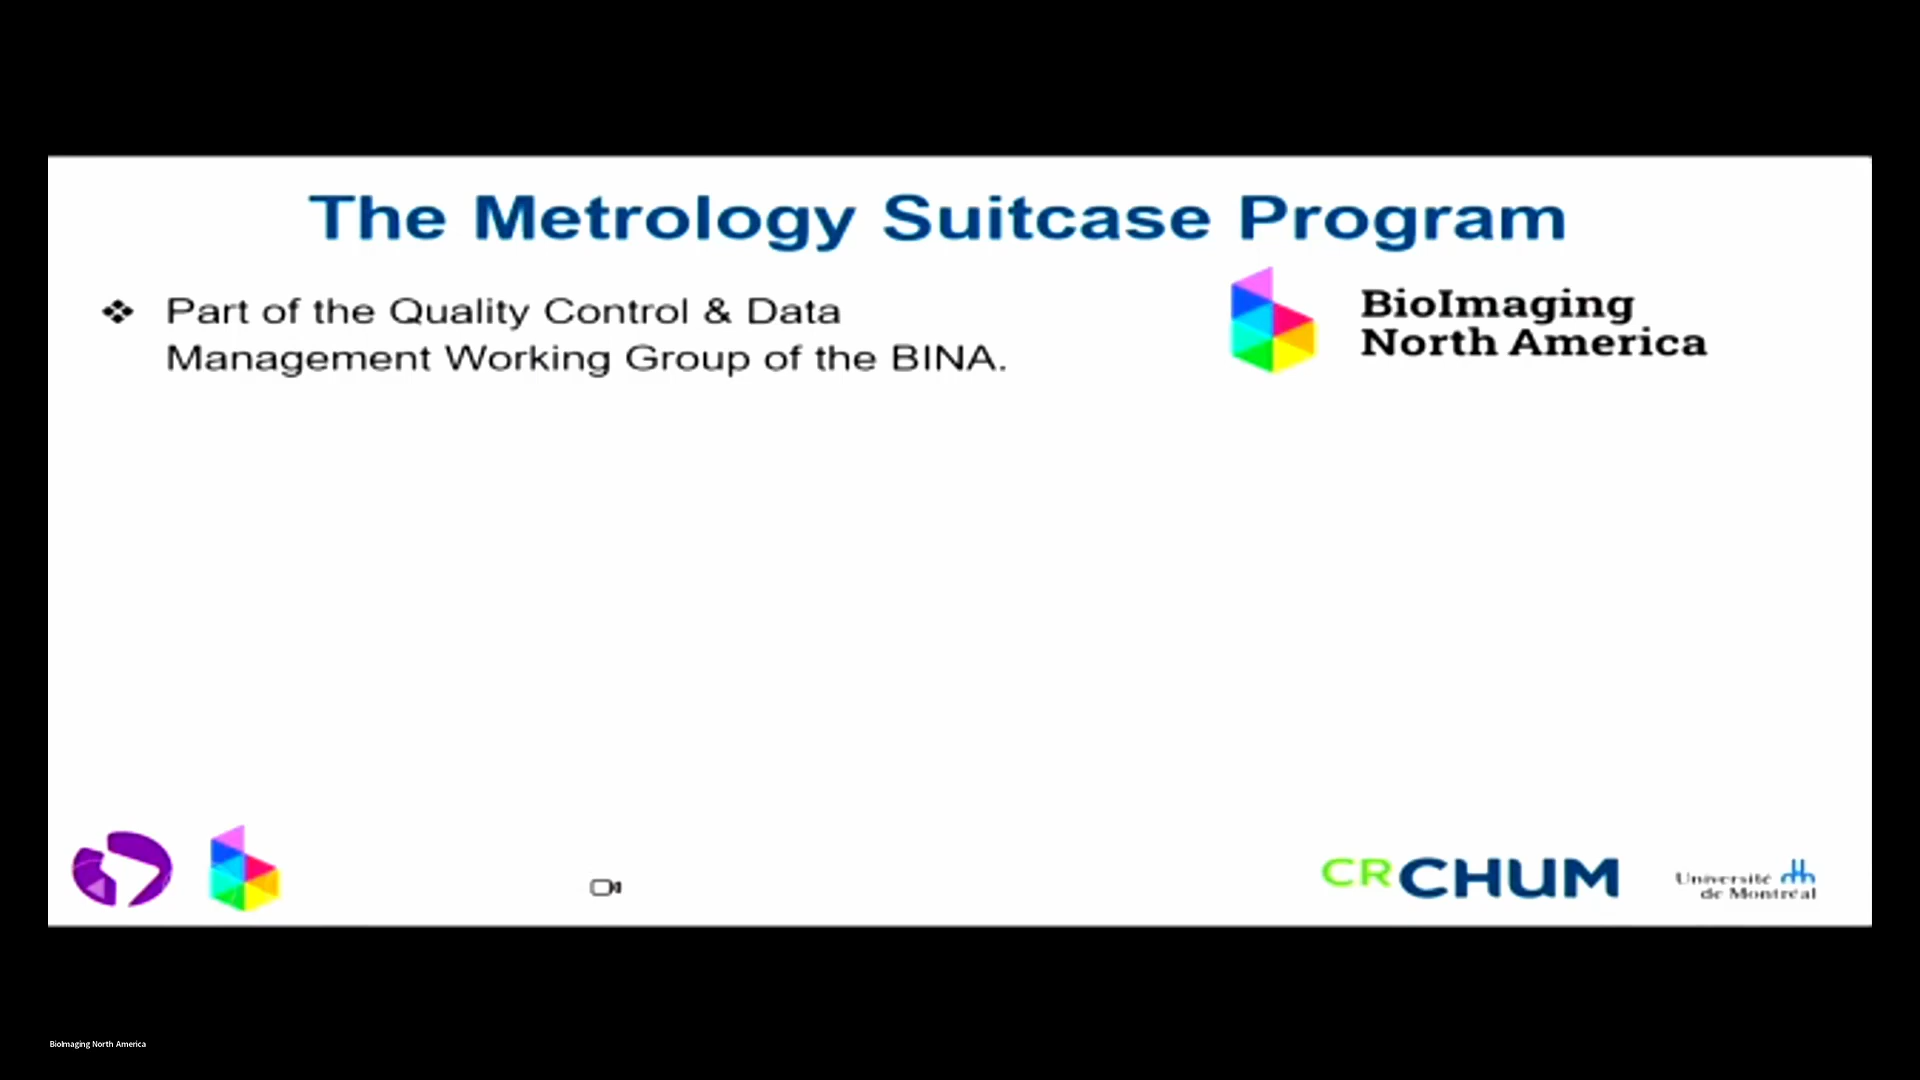 The Metrology Suitcase Program
❖ Part of the Quality Control & Data
Management Working Group of the BINA.
BioImaging
North America
CRCHUM
Université
de Montréal
BioImaging North America